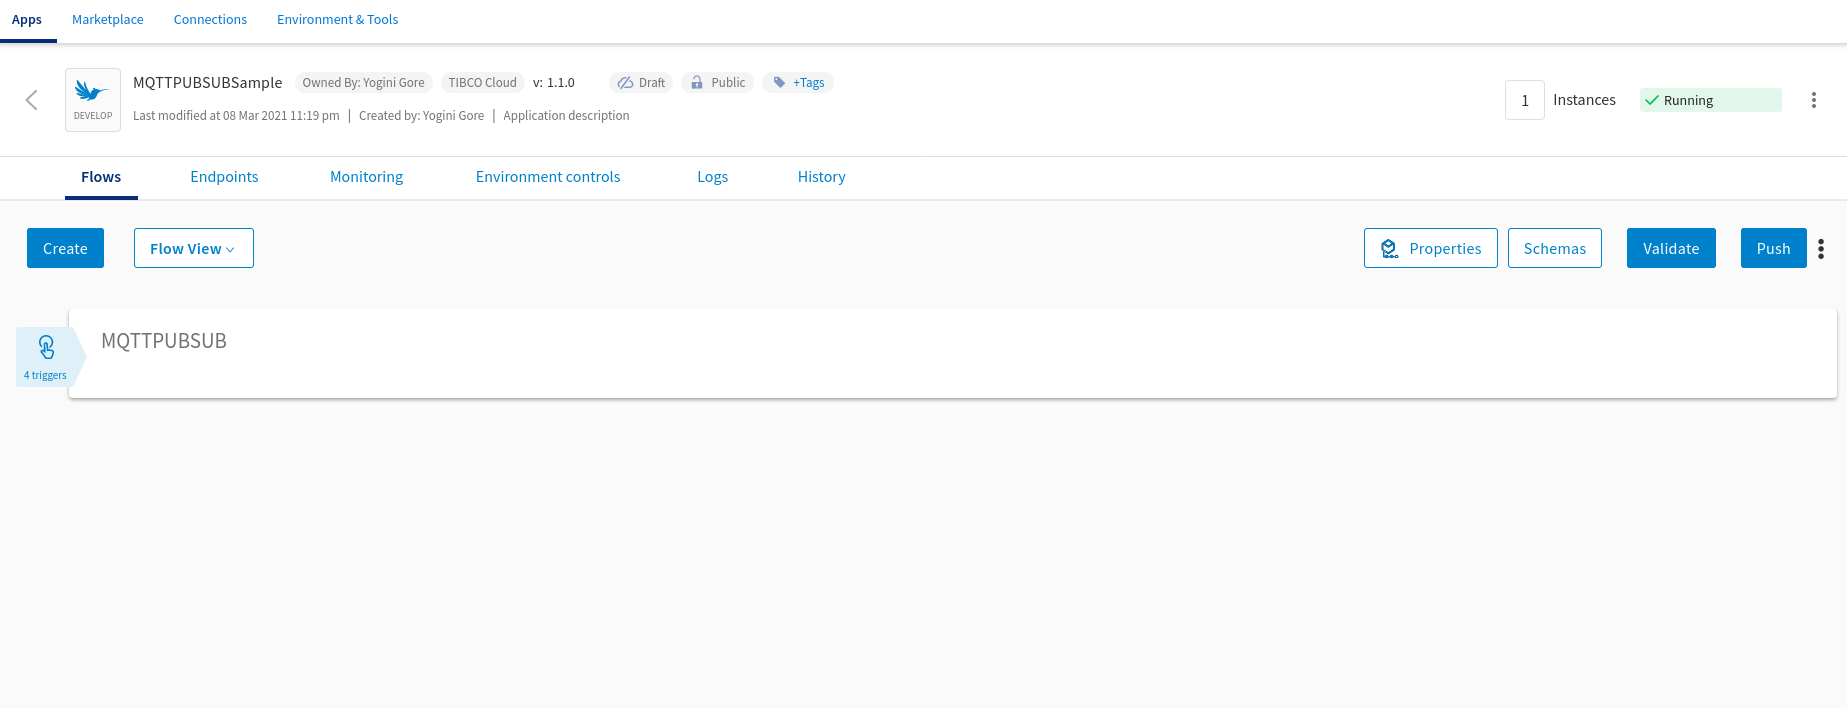 Apps Marketplace Connections Environment & Tools
MQTTPUBSUBSample Owned By: Yogini Gore TIBCO Cloud v: 1.1.0 Draft Public +Tags
DEVELOP
Last modified at 08 Mar 2021 11:19 pm | Created by: Yogini Gore | Application description
1 Instances Running
Flows Endpoints Monitoring Environment controls Logs History
Create Flow View Properties Schemas Validate Push
MQTTPUBSUB
4 triggers